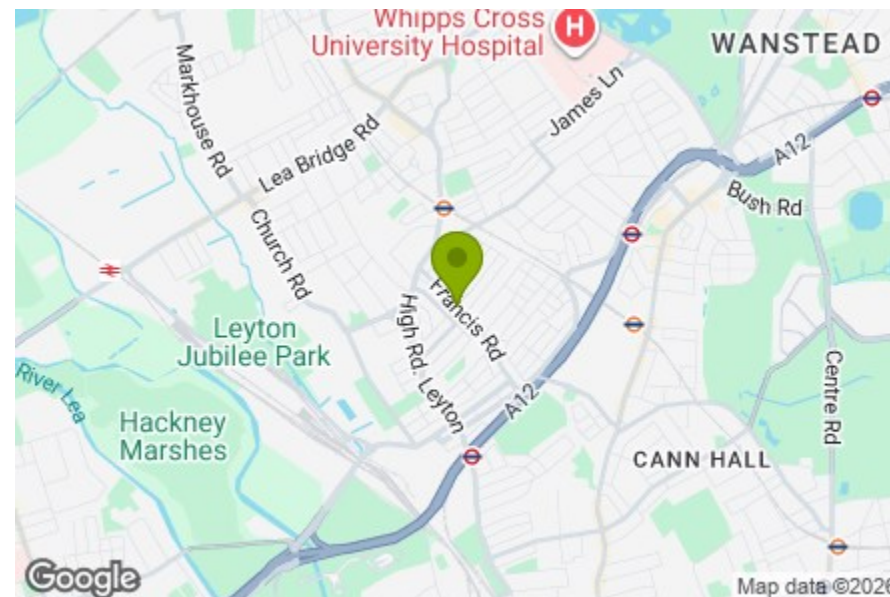 Whipps Cross
University Hospital
H
WANSTEAD
Markhouse Rd
James Ln
A12
Lea Bridge Rd
Bush Rd
Church Rd
Francis Rd
High Rd. Leyton
Leyton
Jubilee Park
Centre Rd
River Lea
A12
Hackney
Marshes
CANN HALL
Google
Map data ©2026